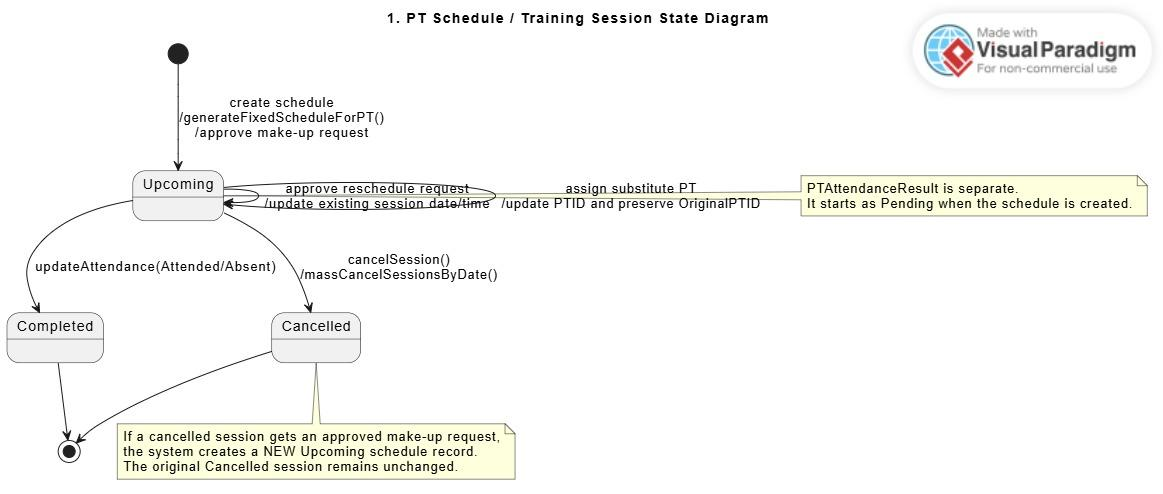 1. PT Schedule / Training Session State Diagram
Made with
Visual Paradigm
For non-commercial use
create schedule
/generateFixedScheduleForPT()
/approve make-up request
Upcoming
approve reschedule request
/update existing session date/time
assign substitute PT
/update PTID and preserve OriginalPTID
PTAttendanceResult is separate.
It starts as Pending when the schedule is created.
updateAttendance(Attended/Absent)
cancelSession()
/massCancelSessionsByDate()
Completed
Cancelled
If a cancelled session gets an approved make-up request,
the system creates a NEW Upcoming schedule record.
The original Cancelled session remains unchanged.